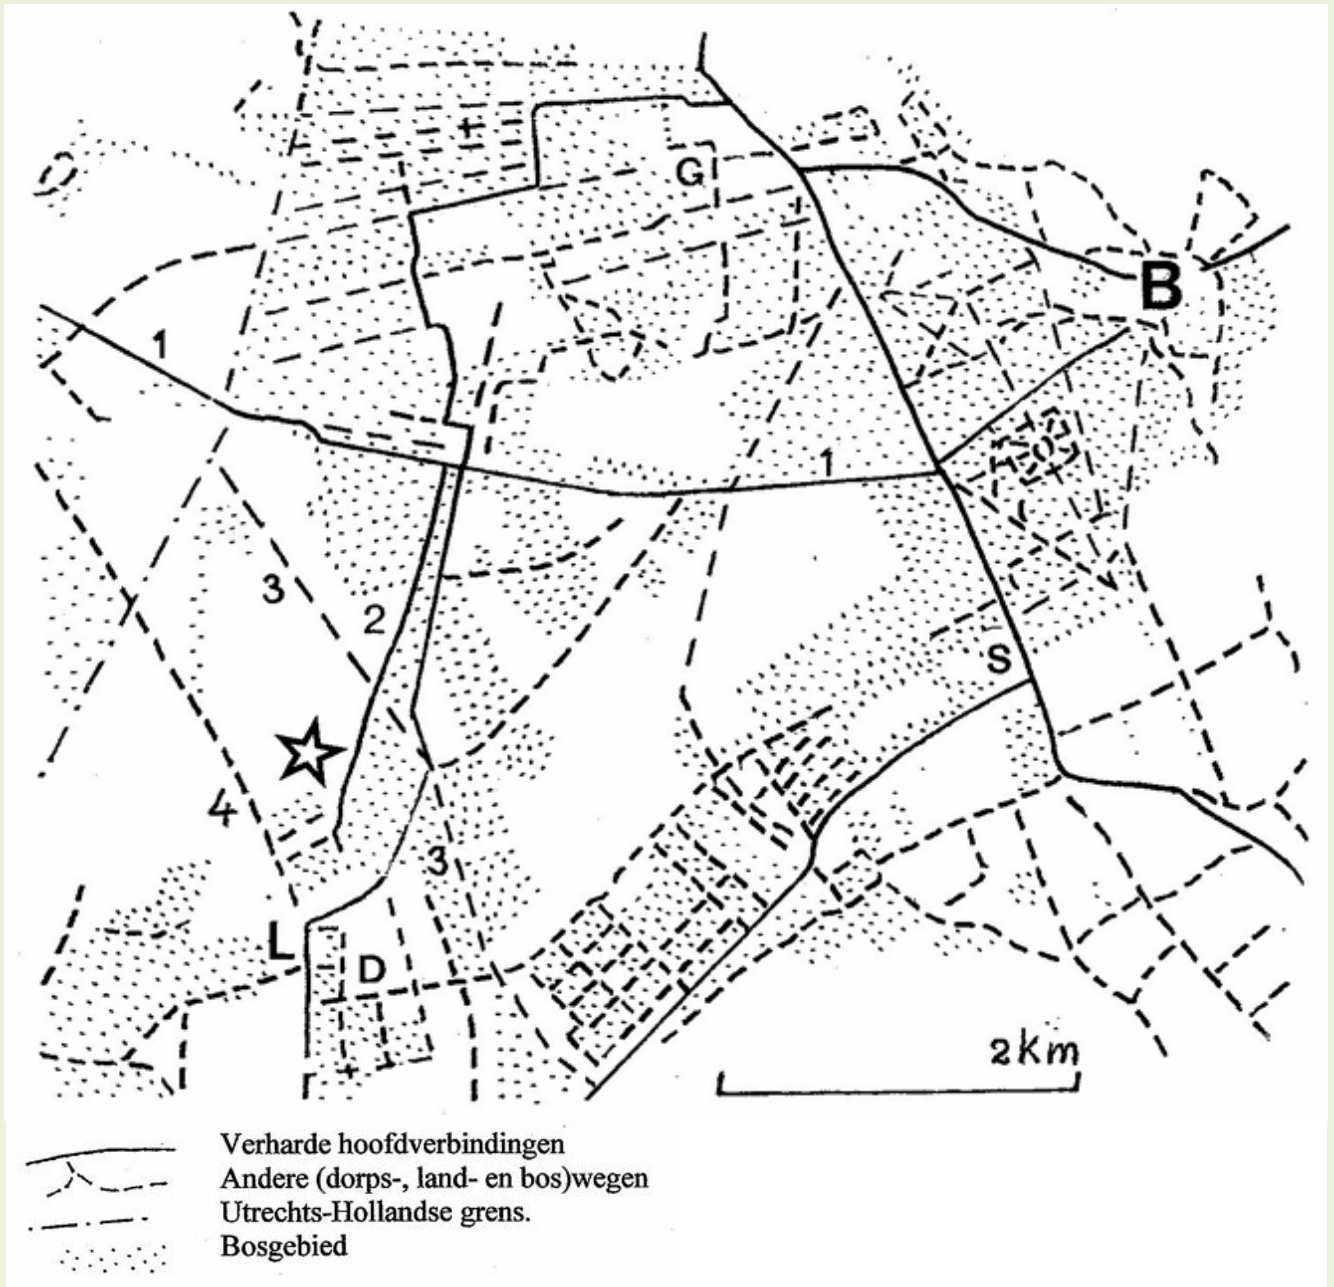 G
B
1
1
3
2
S
4
3
L
D
2km
Verharde hoofdverbindingen
Andere (dorps-, land- en bos)wegen
Utrechts-Hollandse grens.
Bosgebied